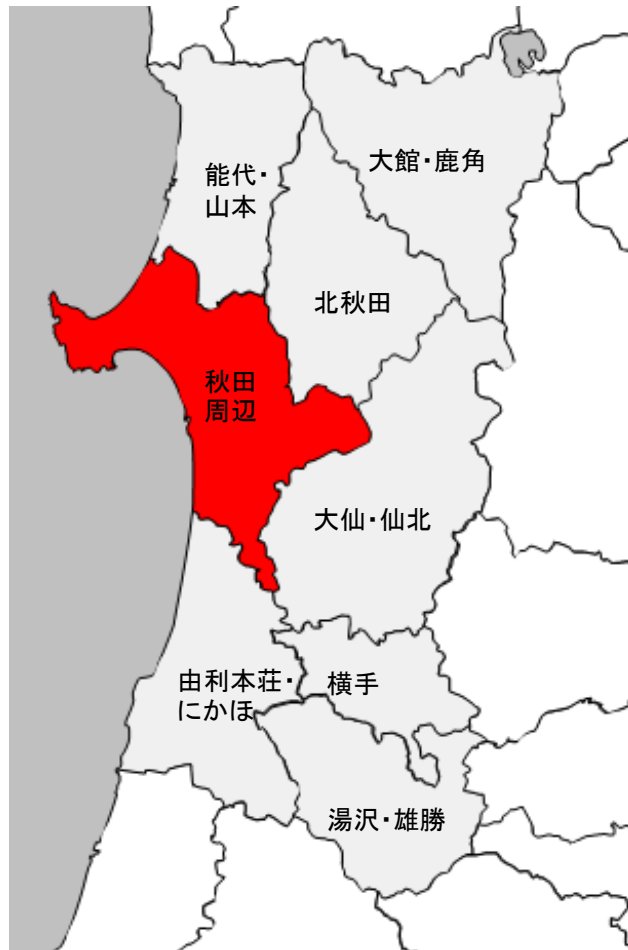 大館・鹿角
能代・
山本
北秋田
秋田
周辺
大仙・仙北
由利本荘・
にかほ
横手
湯沢・雄勝